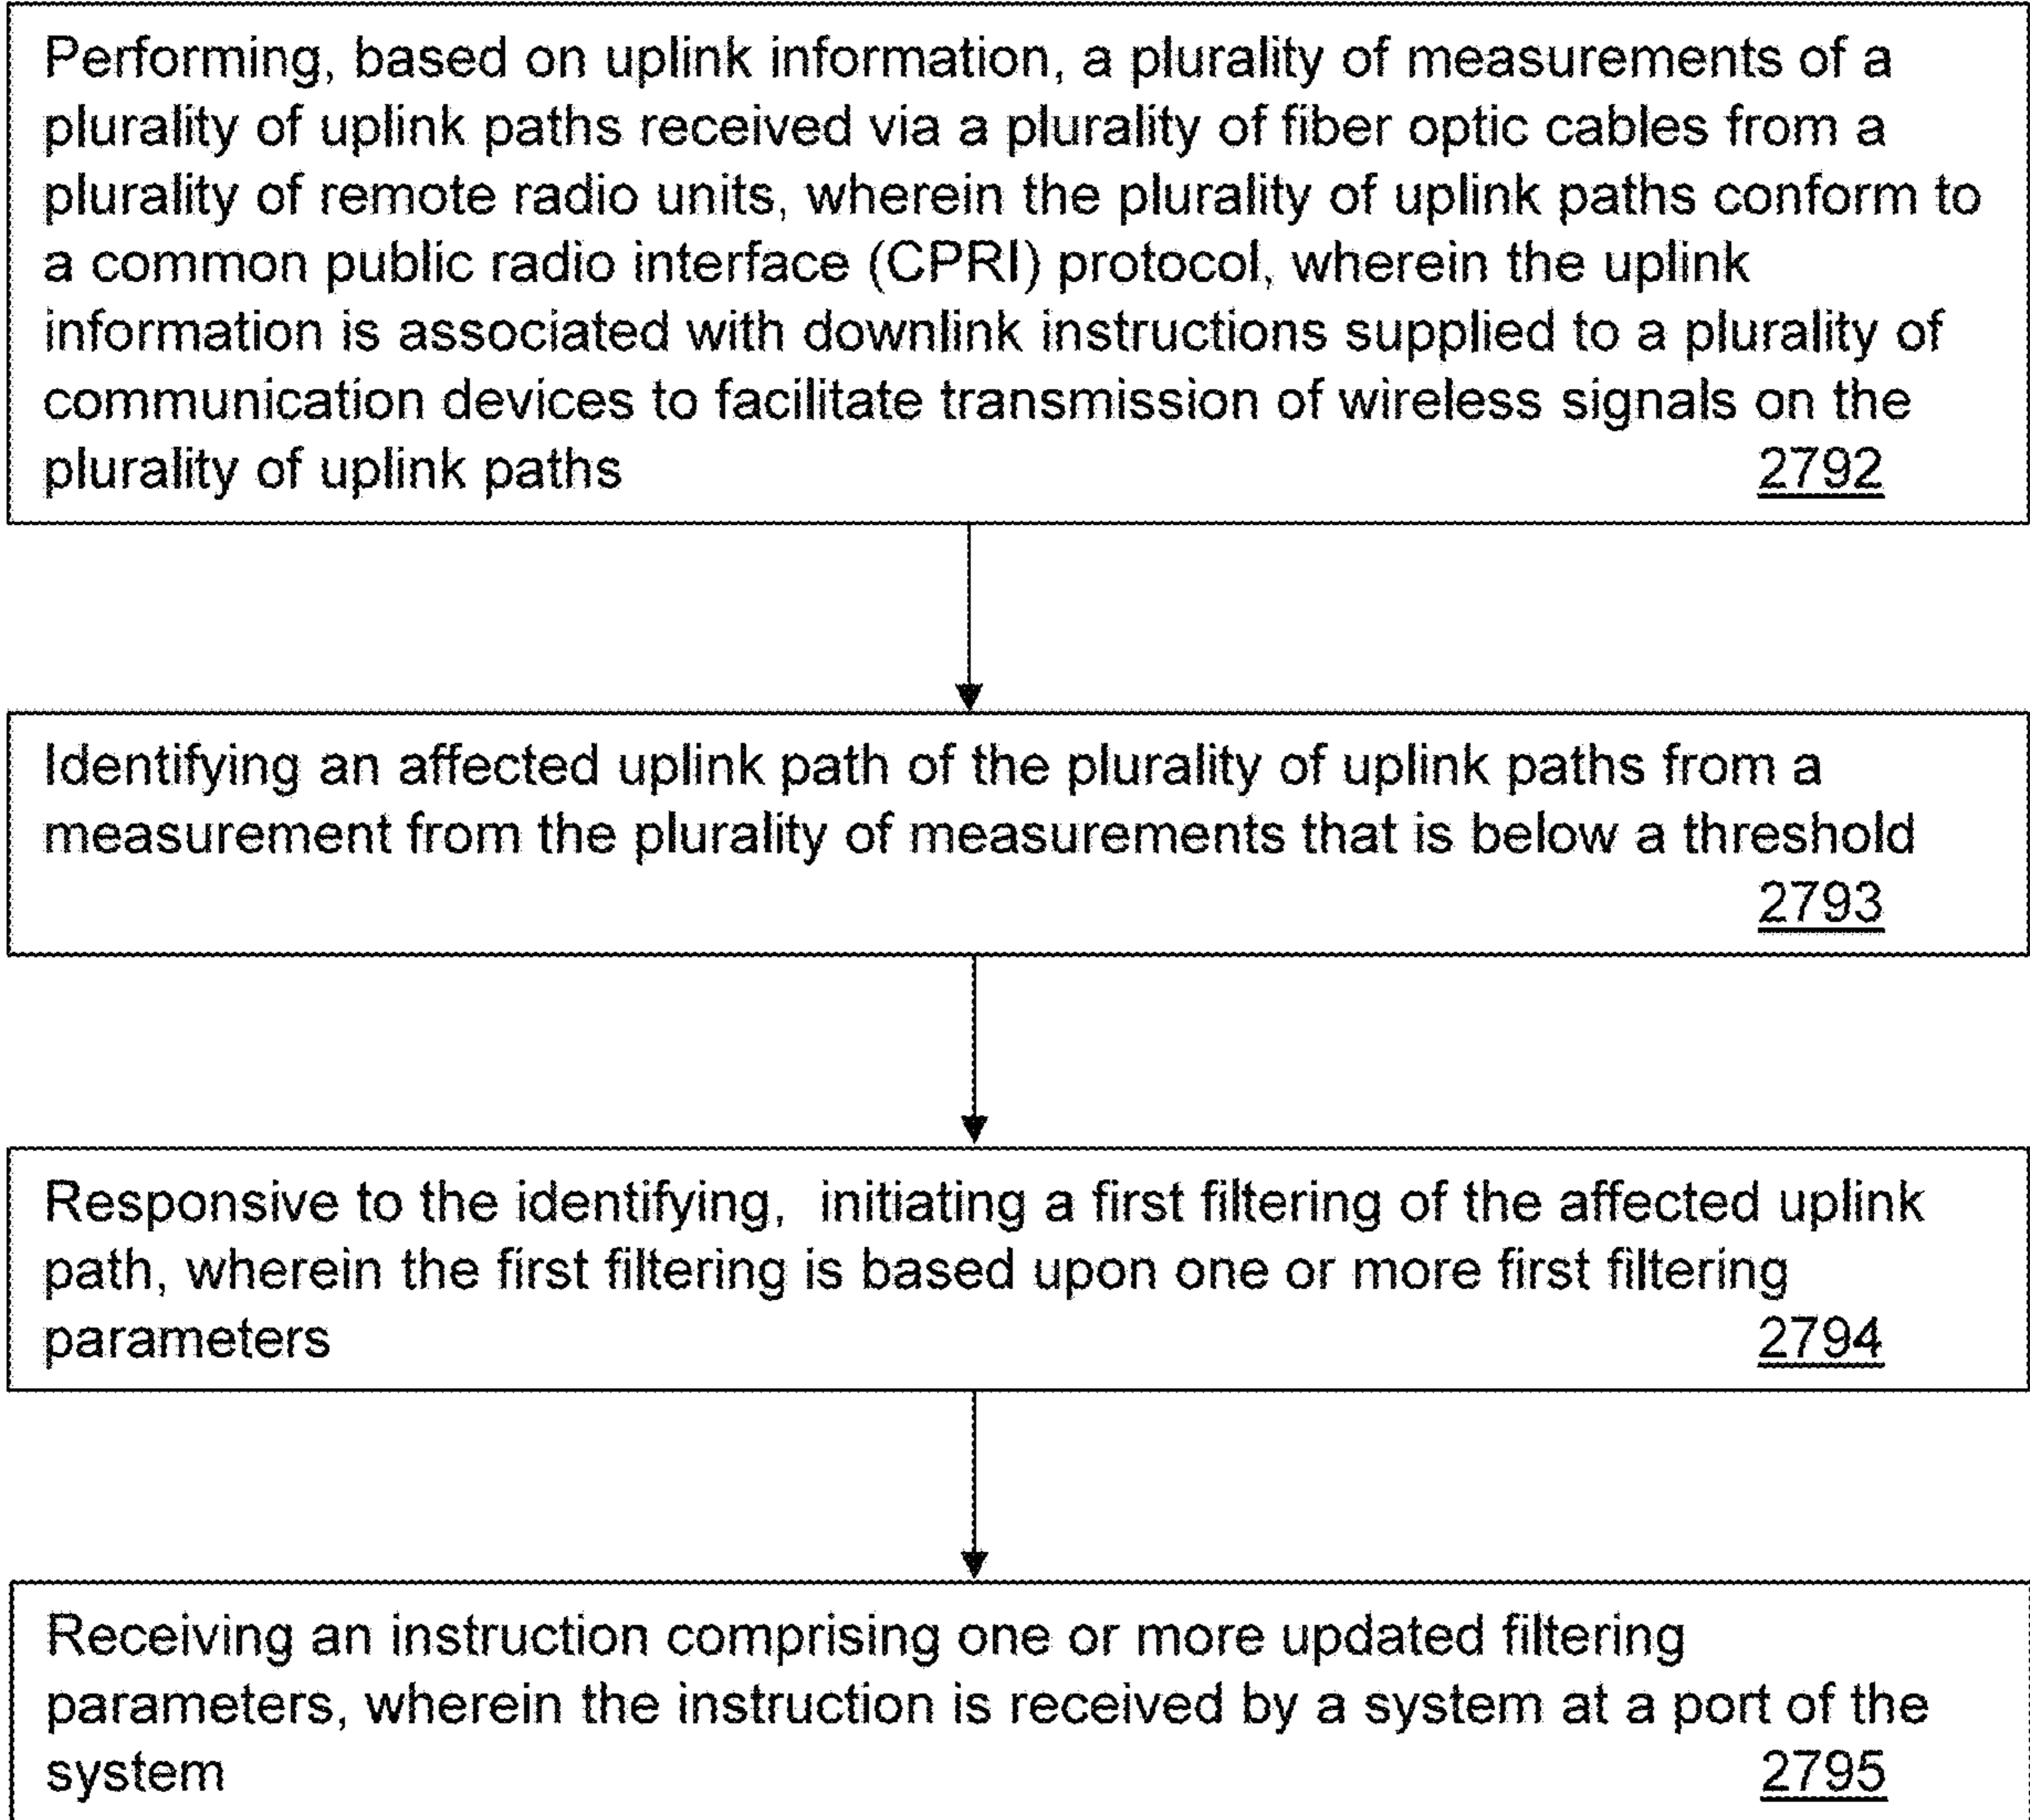 Performing, based on uplink information, a plurality of measurements of a
plurality of uplink paths received via a plurality of fiber optic cables from a
plurality of remote radio units, wherein the plurality of uplink paths conform to
a common public radio interface (CPRI) protocol, wherein the uplink
information is associated with downlink instructions supplied to a plurality of
communication devices to facilitate transmission of wireless signals on the
plurality of uplink paths 2792
Identifying an affected uplink path of the plurality of uplink paths from a
measurement from the plurality of measurements that is below a threshold
2793
Responsive to the identifying, initiating a first filtering of the affected uplink
path, wherein the first filtering is based upon one or more first filtering
parameters 2794
Receiving an instruction comprising one or more updated filtering
parameters, wherein the instruction is received by a system at a port of the
system 2795